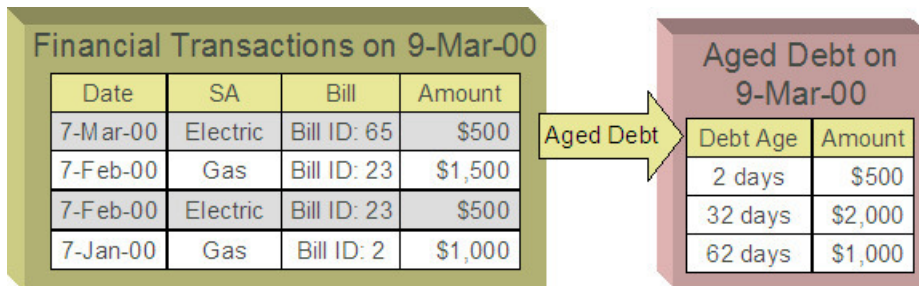 Financial Transactions on 9-Mar-00
Date SA Bill Amount
7-Mar-00 Electric Bill ID: 65 $500
7-Feb-00 Gas Bill ID: 23 $1,500
7-Feb-00 Electric Bill ID: 23 $500
7-Jan-00 Gas Bill ID: 2 $1,000
Aged Debt
Aged Debt on
9-Mar-00
Debt Age Amount
2 days $500
32 days $2,000
62 days $1,000